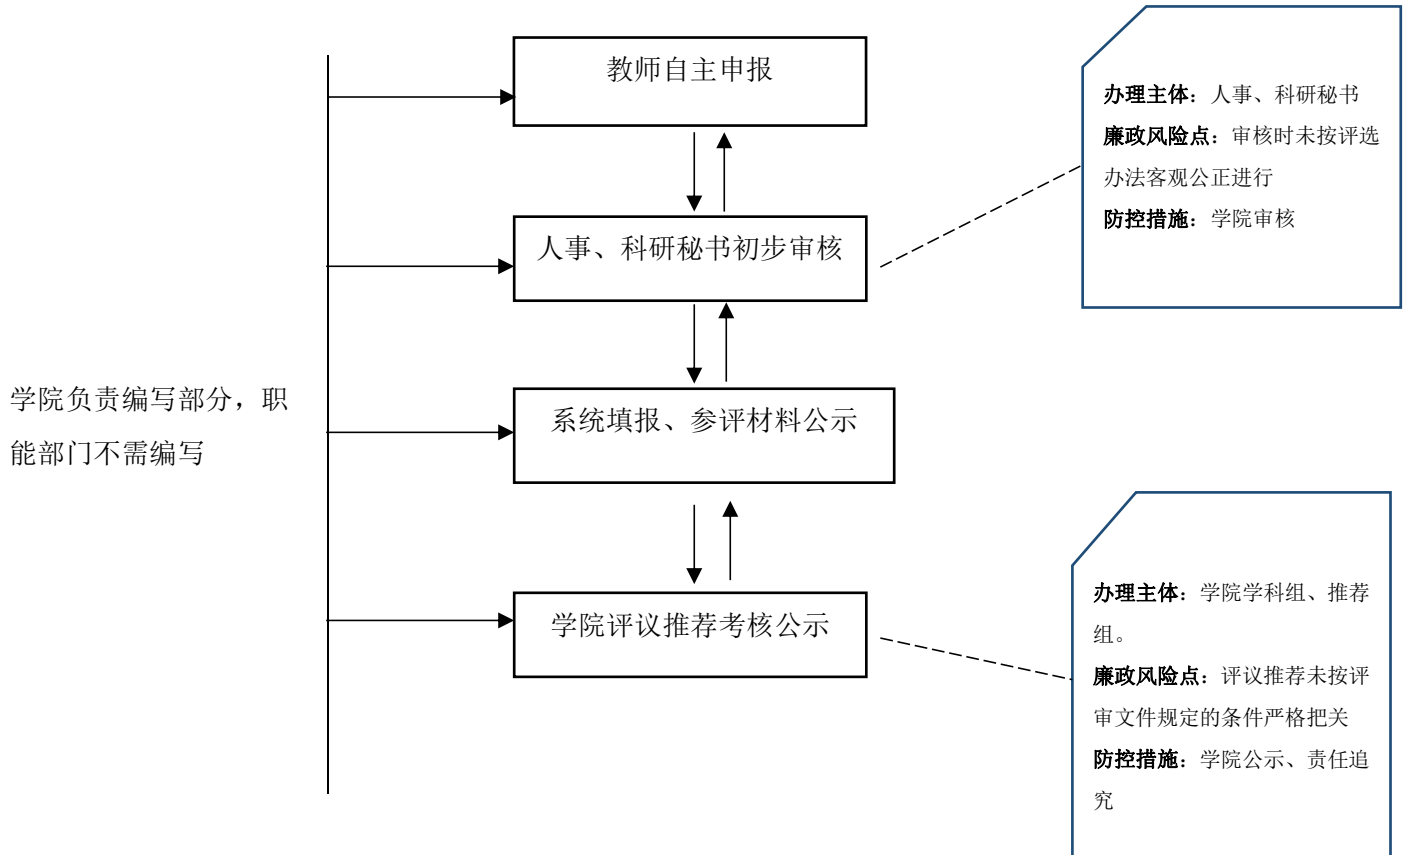 教师自主申报
办理主体：人事、科研秘书
廉政风险点：审核时未按评选
办法客观公正进行
防控措施：学院审核
人事、科研秘书初步审核
学院负责编写部分，职
能部门不需编写
系统填报、参评材料公示
学院评议推荐考核公示
办理主体：学院学科组、推荐
组。
廉政风险点：评议推荐未按评
审文件规定的条件严格把关
防控措施：学院公示、责任追
究